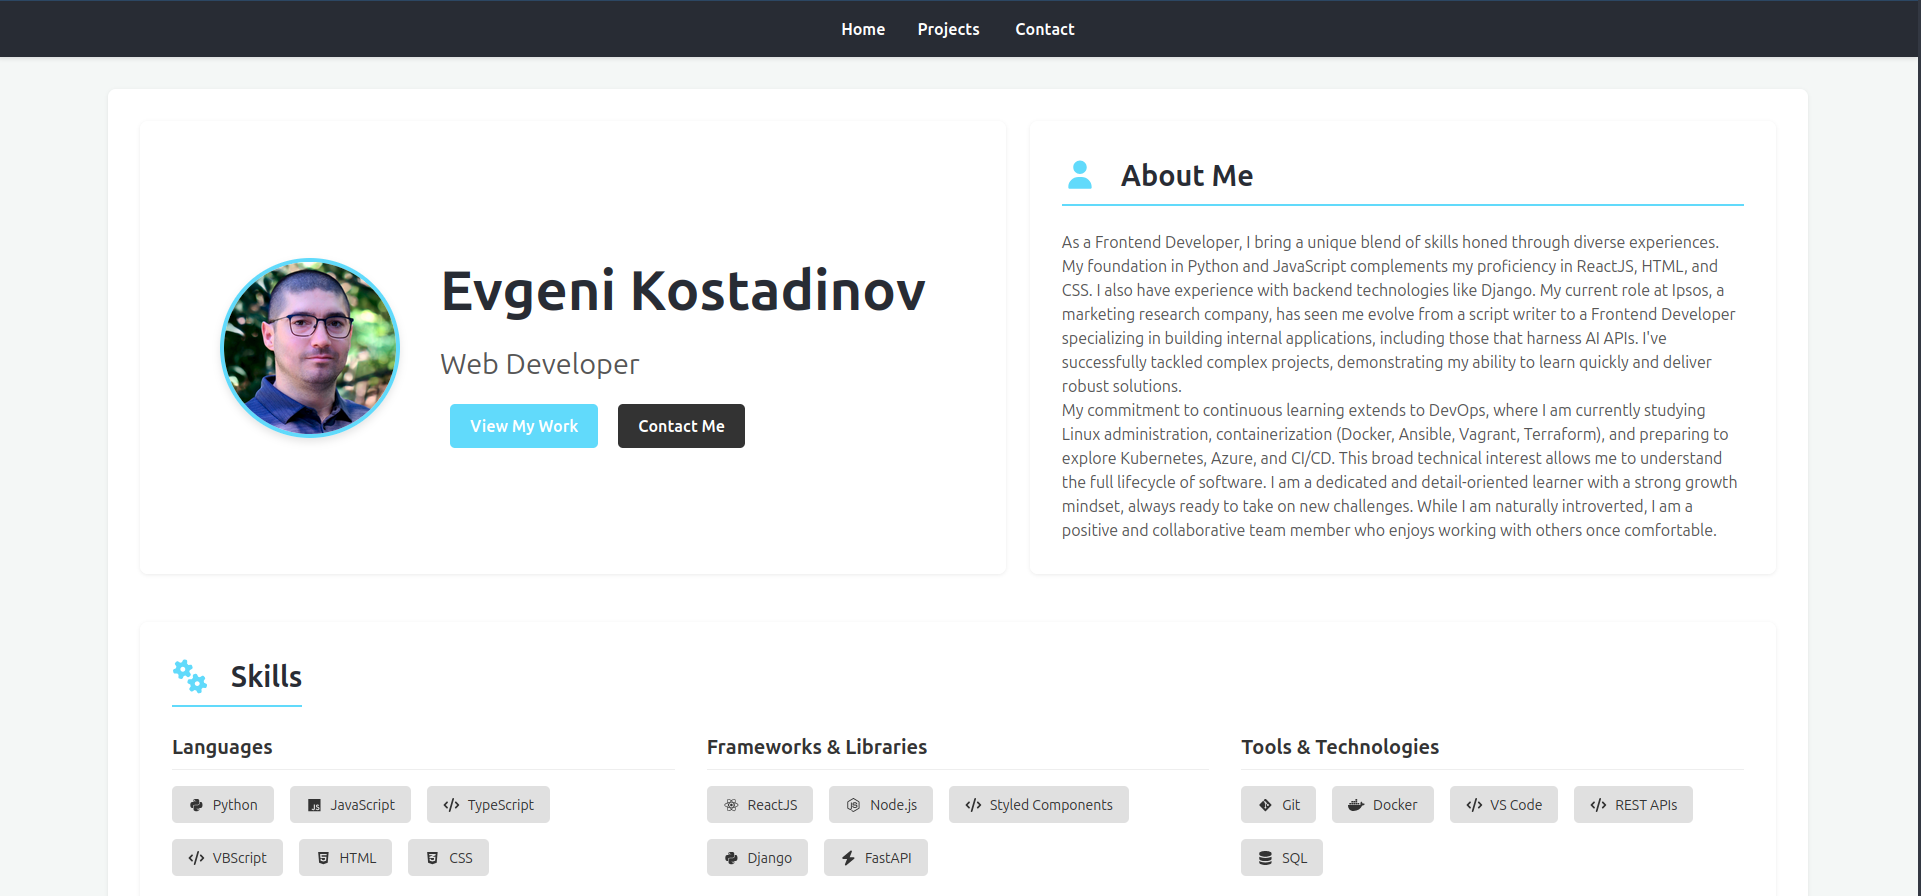 Home Projects Contact
Evgeni Kostadinov
Web Developer
View My Work Contact Me
About Me
As a Frontend Developer, I bring a unique blend of skills honed through diverse experiences.
My foundation in Python and JavaScript complements my proficiency in ReactJS, HTML, and
CSS. I also have experience with backend technologies like Django. My current role at Ipsos, a
marketing research company, has seen me evolve from a script writer to a Frontend Developer
specializing in building internal applications, including those that harness AI APIs. I've
successfully tackled complex projects, demonstrating my ability to learn quickly and deliver
robust solutions.
My commitment to continuous learning extends to DevOps, where I am currently studying
Linux administration, containerization (Docker, Ansible, Vagrant, Terraform), and preparing to
explore Kubernetes, Azure, and CI/CD. This broad technical interest allows me to understand
the full lifecycle of software. I am a dedicated and detail-oriented learner with a strong growth
mindset, always ready to take on new challenges. While I am naturally introverted, I am a
positive and collaborative team member who enjoys working with others once comfortable.
Skills
Languages
Python JavaScript TypeScript
VBScript HTML CSS
Frameworks & Libraries
ReactJS Node.js Styled Components
Django FastAPI
Tools & Technologies
Git Docker VS Code REST APIs
SQL